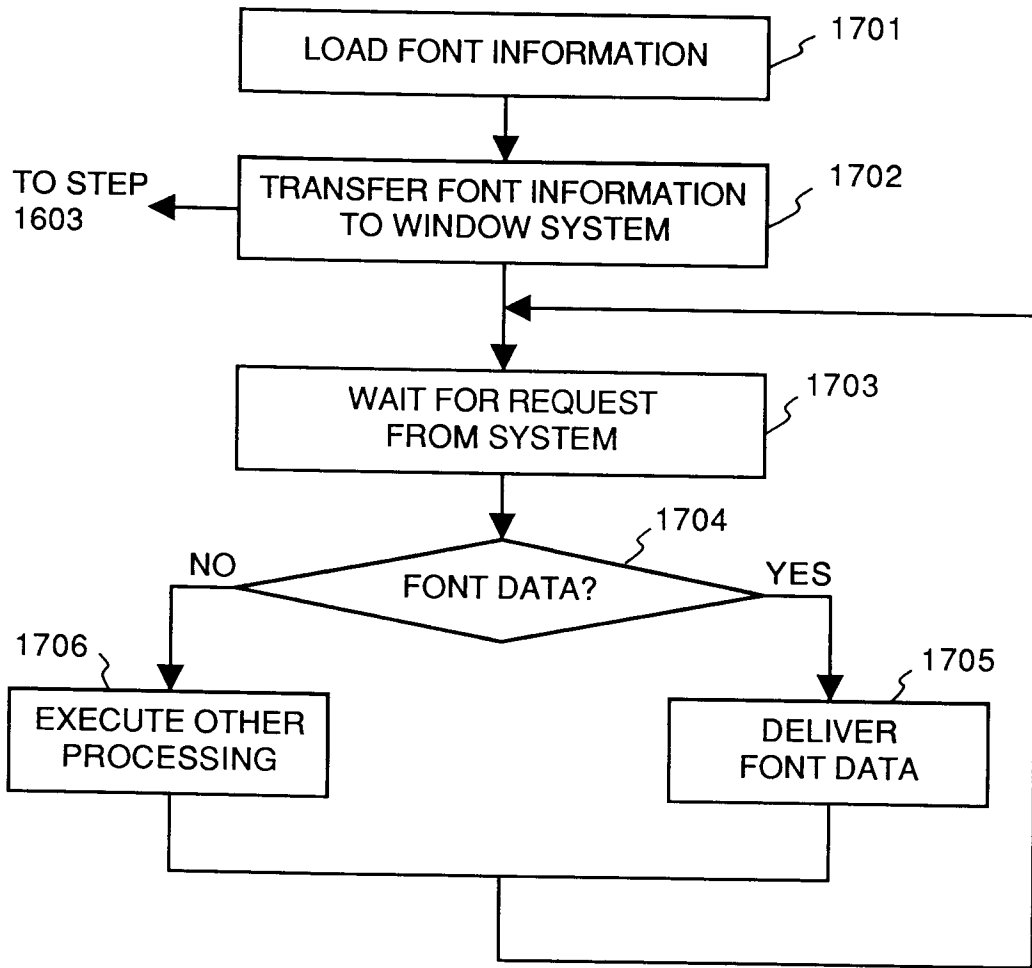 LOAD FONT INFORMATION
1701
TO STEP
1603
TRANSFER FONT INFORMATION
TO WINDOW SYSTEM
1702
WAIT FOR REQUEST
FROM SYSTEM
1703
FONT DATA?
1704
NO
YES
1706
EXECUTE OTHER
PROCESSING
1705
DELIVER
FONT DATA